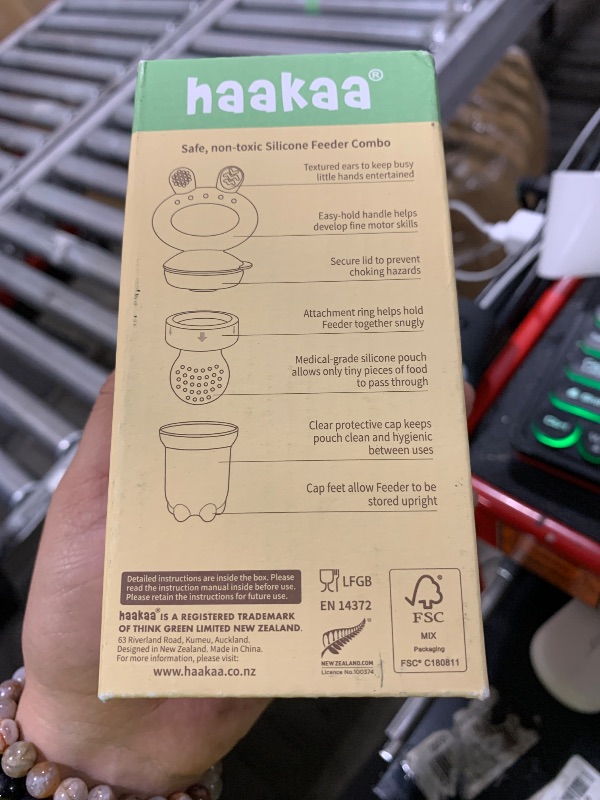 haakaa®
Safe, non-toxic Silicone Feeder Combo
Textured ears to keep busy
little hands entertained
Easy-hold handle helps
develop fine motor skills
Secure lid to prevent
choking hazards
Attachment ring helps hold
Feeder together snugly
Medical-grade silicone pouch
allows only tiny pieces of food
to pass through
Clear protective cap keeps
pouch clean and hygienic
between uses
Cap feet allow Feeder to be
stored upright
Detailed instructions are inside the box. Please
read the instruction manual inside before use.
Please retain the instructions for future use.
haakaa® IS A REGISTERED TRADEMARK
OF THINK GREEN LIMITED NEW ZEALAND.
63 Riverland Road, Kumeu, Auckland.
Designed in New Zealand. Made in China.
For more information, please visit:
www.haakaa.co.nz
LFGB
EN 14372
NEWZEALAND.COM
Licence No.100374
FSC
MIX
Packaging
FSC® C180811